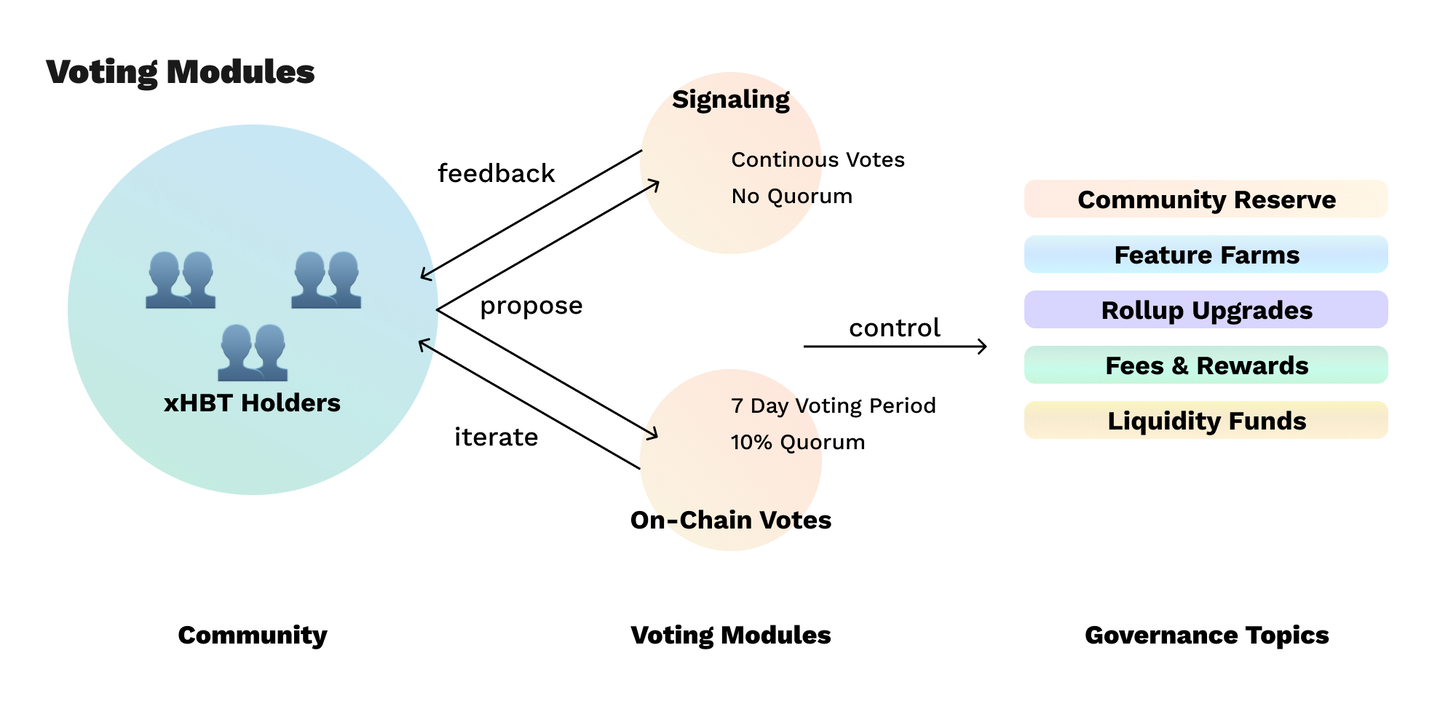 Voting Modules
Signaling
feedback
Continous Votes
No Quorum
propose
control
xHBT Holders
iterate
7 Day Voting Period
10% Quorum
On-Chain Votes
Community Reserve
Feature Farms
Rollup Upgrades
Fees & Rewards
Liquidity Funds
Community
Voting Modules
Governance Topics